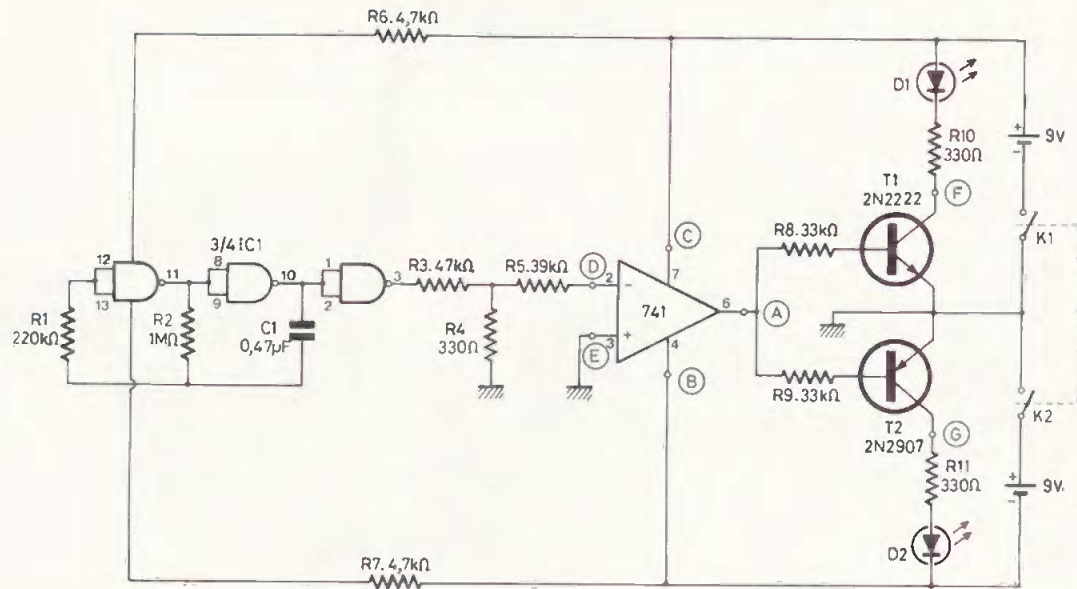 R6.4,7kΩ
D1
R10
330Ω
+
9V
-
T1
2N2222
F
K1
3/4 IC1
C
R8.33kΩ
12
13
11
8
9
10
1
2
3
R3.47kΩ
R5.39kΩ
D
2
-
7
741
6
A
+
3
E
4
B
R1
220kΩ
R2
1MΩ
C1
0,47µF
R4
330Ω
R9.33kΩ
T2
2N2907
G
K2
R11
330Ω
+
9V.
-
D2
R7.4,7kΩ